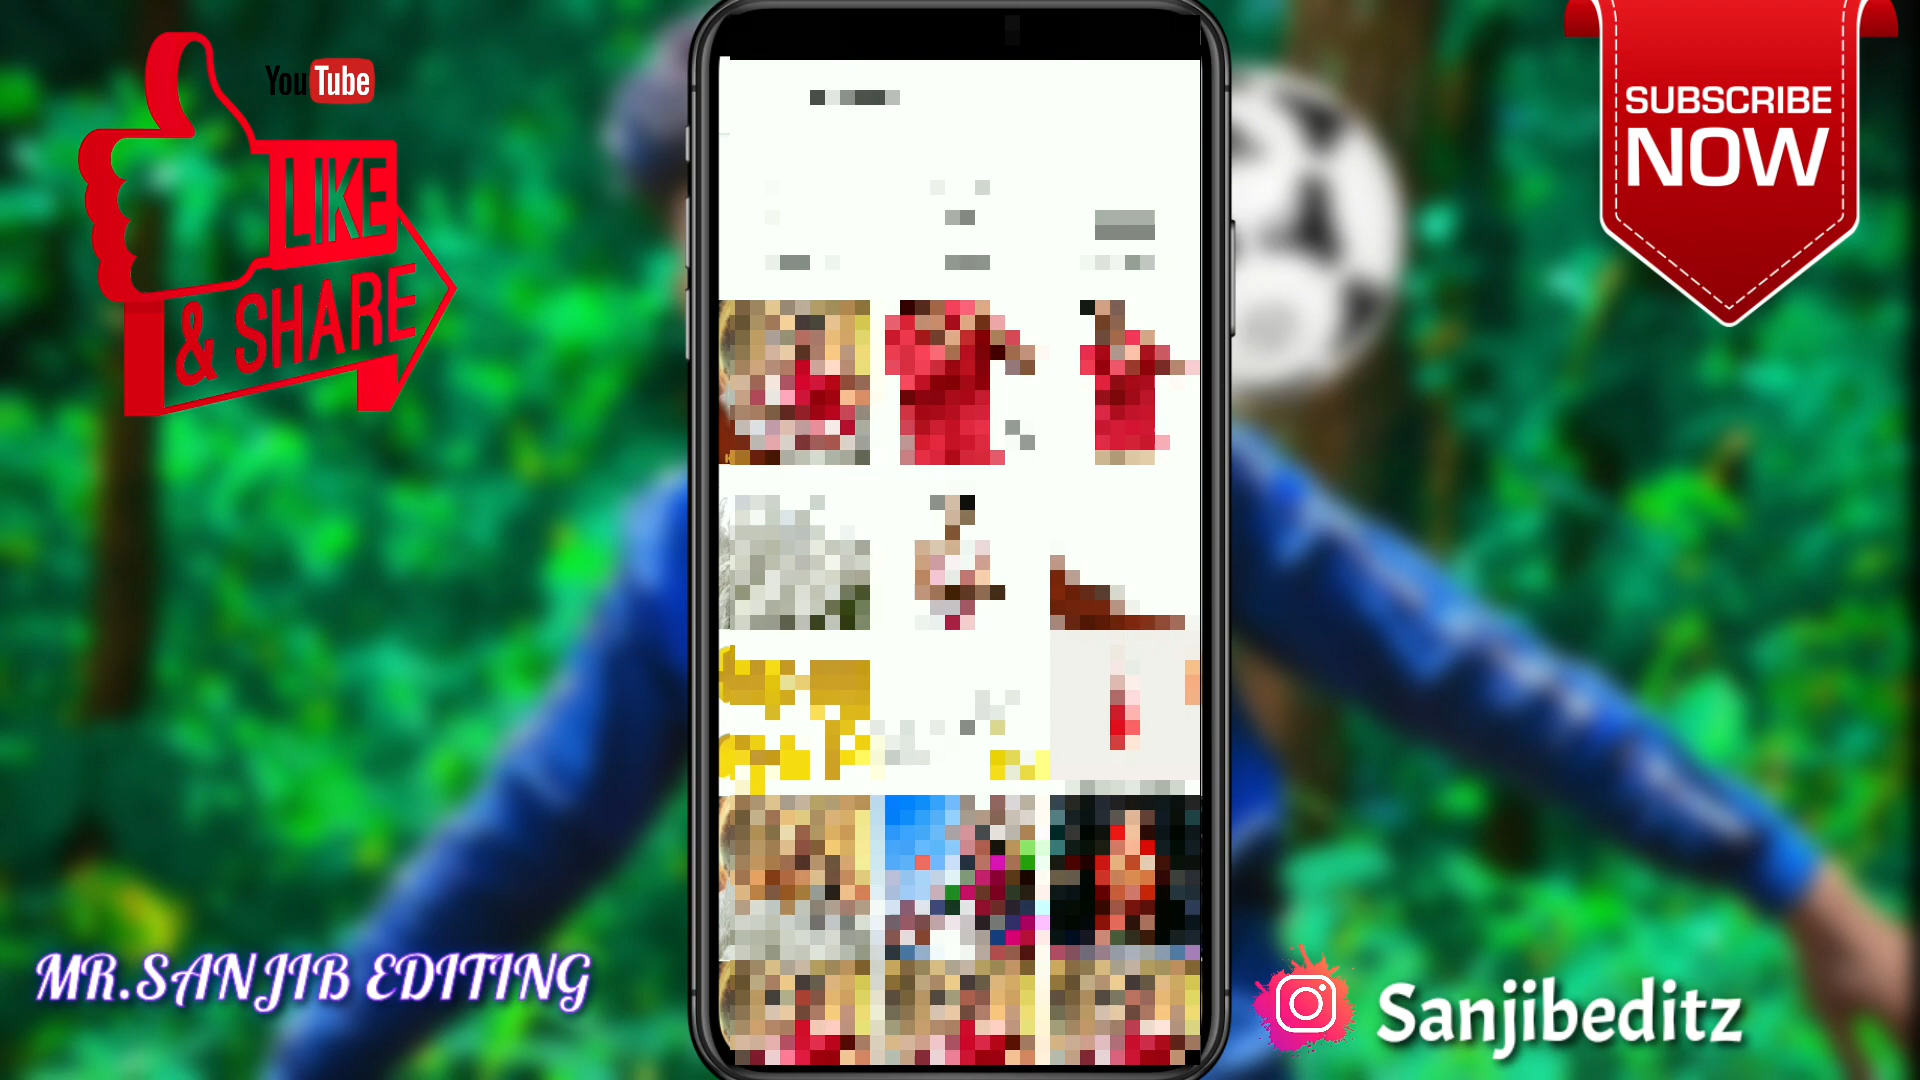 YouTube
LIKE
& SHARE
SUBSCRIBE
NOW
MR.SANJIB EDITING
Sanjibeditz